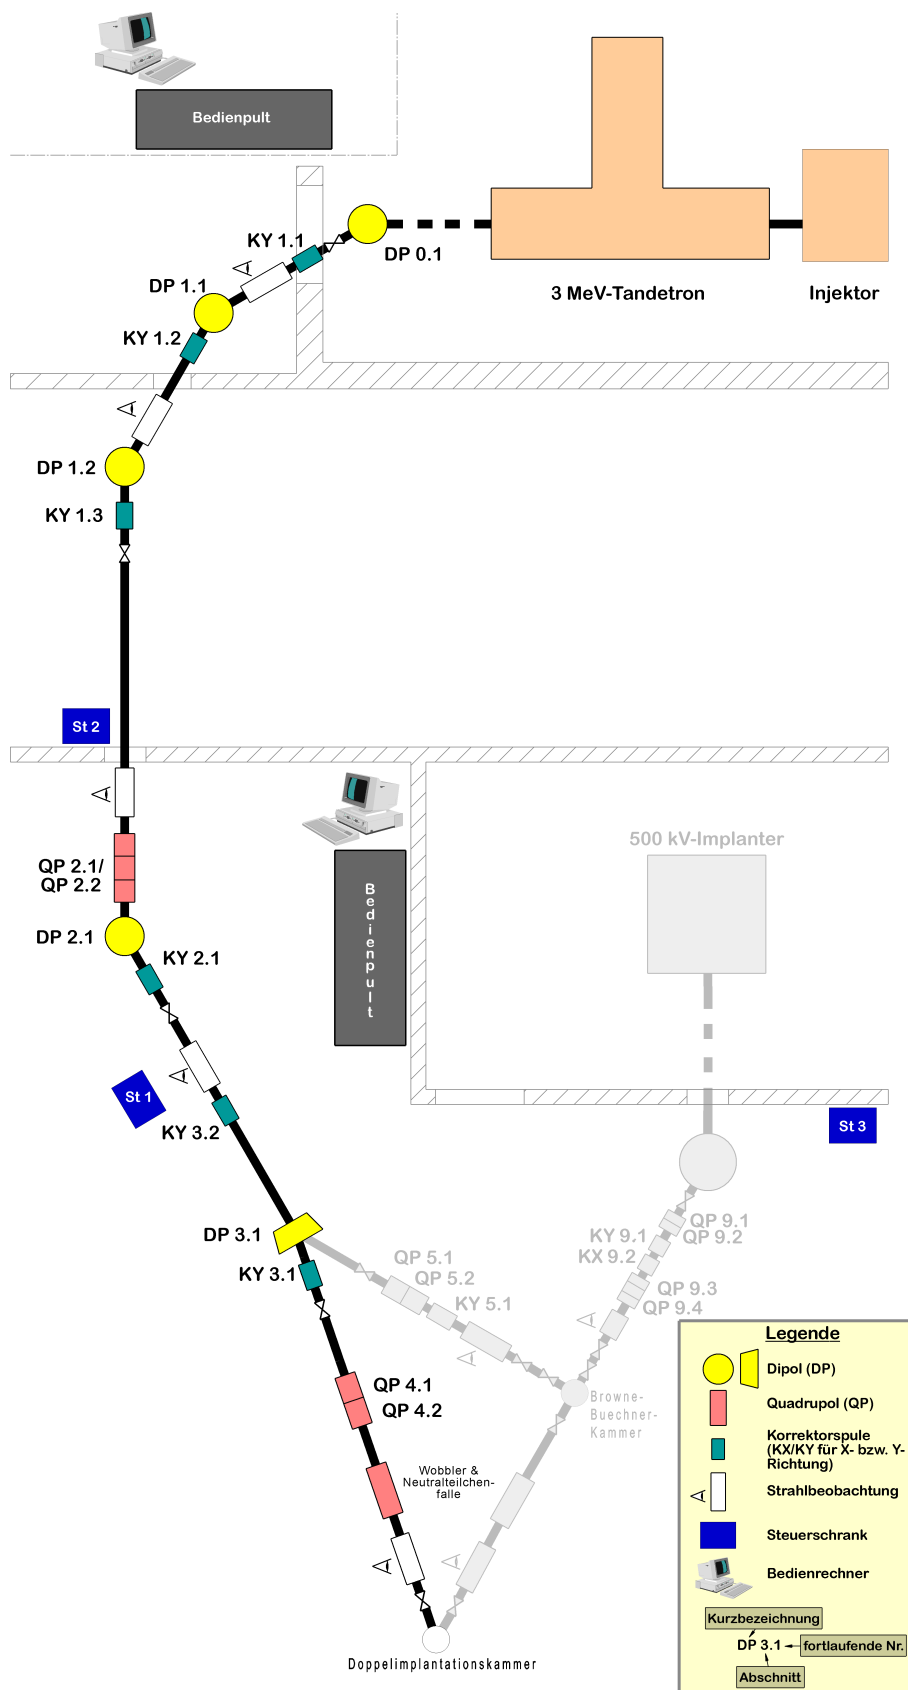 Bedienpult
KY 1.1
DP 0.1
DP 1.1
3 MeV-Tandetron
Injektor
KY 1.2
DP 1.2
KY 1.3
St 2
500 kV-Implanter
QP 2.1/
QP 2.2
Bedienpult
DP 2.1
KY 2.1
St 1
KY 3.2
St 3
DP 3.1
KY 3.1
QP 5.1
QP 5.2
KY 5.1
QP 9.1
QP 9.2
KY 9.1
KX 9.2
QP 9.3
QP 9.4
QP 4.1
QP 4.2
Browne-
Buechner-
Kammer
Wobbler &
Neutralteilchen-
falle
Doppelimplantationskammer
Legende
Dipol (DP)
Quadrupol (QP)
Korrektorspule
(KX/KY für X- bzw. Y-
Richtung)
Strahlbeobachtung
Steuerschrank
Bedienrechner
Kurzbezeichnung
DP 3.1
fortlaufende Nr.
Abschnitt